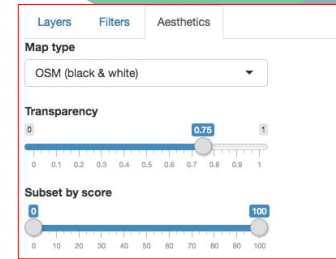 Layers Filters Aesthetics
Map type
OSM (black & white)
Transparency
0 0.75 1
0 0.1 0.2 0.3 0.4 0.5 0.6 0.7 0.8 0.9 1
Subset by score
0 100
0 10 20 30 40 50 60 70 80 90 100